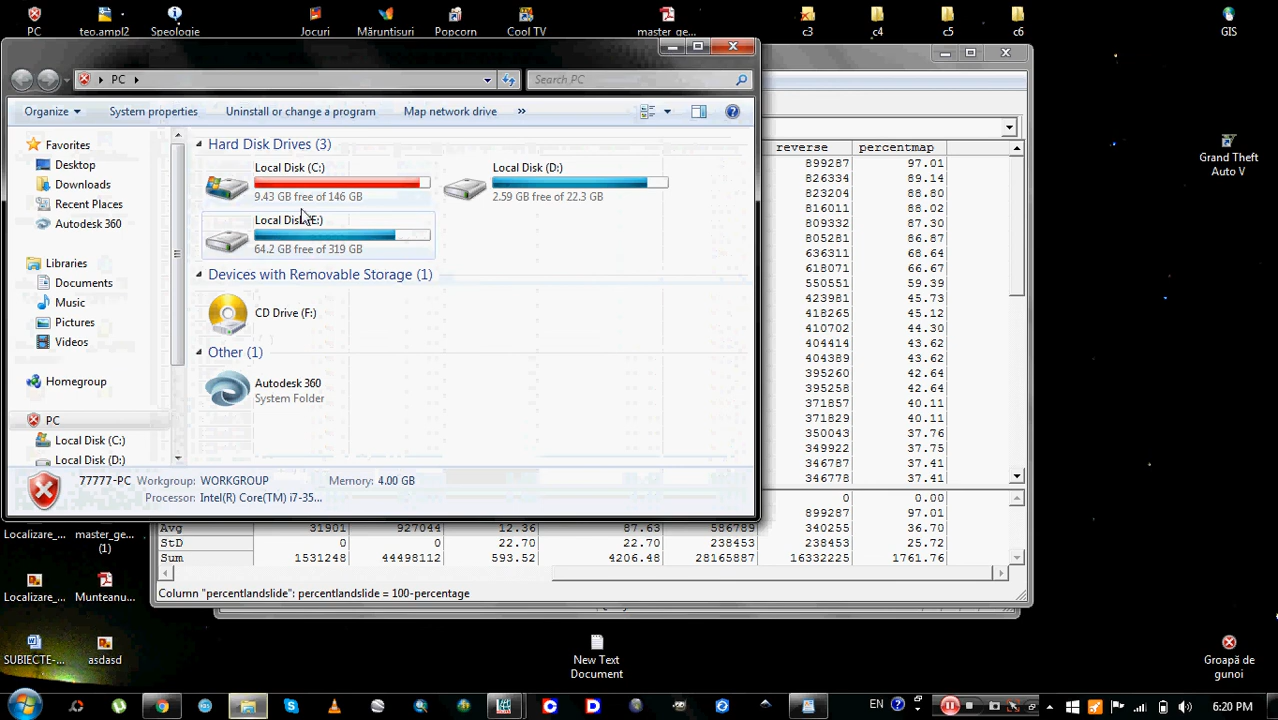 PC
teo.ampl2
Speologie
Jocuri
Măruntisuri
Popcorn
Cool TV
master_ge...
c3
c4
c5
c6
GIS
PC
Search PC
Organize
System properties
Uninstall or change a program
Map network drive
»
Favorites
Desktop
Downloads
Recent Places
Autodesk 360
Libraries
Documents
Music
Pictures
Videos
Homegroup
PC
Local Disk (C:)
Local Disk (D:)
Hard Disk Drives (3)
Local Disk (C:)
9.43 GB free of 146 GB
Local Disk (D:)
2.59 GB free of 22.3 GB
Local Disk (E:)
64.2 GB free of 319 GB
Devices with Removable Storage (1)
CD Drive (F:)
Other (1)
Autodesk 360
System Folder
77777-PC Workgroup: WORKGROUP Memory: 4.00 GB
Processor: Intel(R) Core(TM) i7-35...
reverse percentmap
899287 97.01
826334 89.14
823204 88.80
816011 88.02
809332 87.30
805281 86.87
636311 68.64
618071 66.67
550551 59.39
423981 45.73
418265 45.12
410702 44.30
404414 43.62
404389 43.62
395260 42.64
395258 42.64
371857 40.11
371829 40.11
350043 37.76
349922 37.75
346787 37.41
346778 37.41
0 0.00
899287 97.01
Avg 31901 927044 12.36 87.63 586789 340255 36.70
StD 0 0 22.70 22.70 238453 238453 25.72
Sum 1531248 44498112 593.52 4206.48 28165887 16332225 1761.76
Column "percentlandslide": percentlandslide = 100-percentage
Grand Theft
Auto V
Localizare_...
master_ge...
(1)
Localizare_...
Munteanu...
SUBIECTE-...
asdasd
New Text
Document
Groapă de
gunoi
EN
6:20 PM